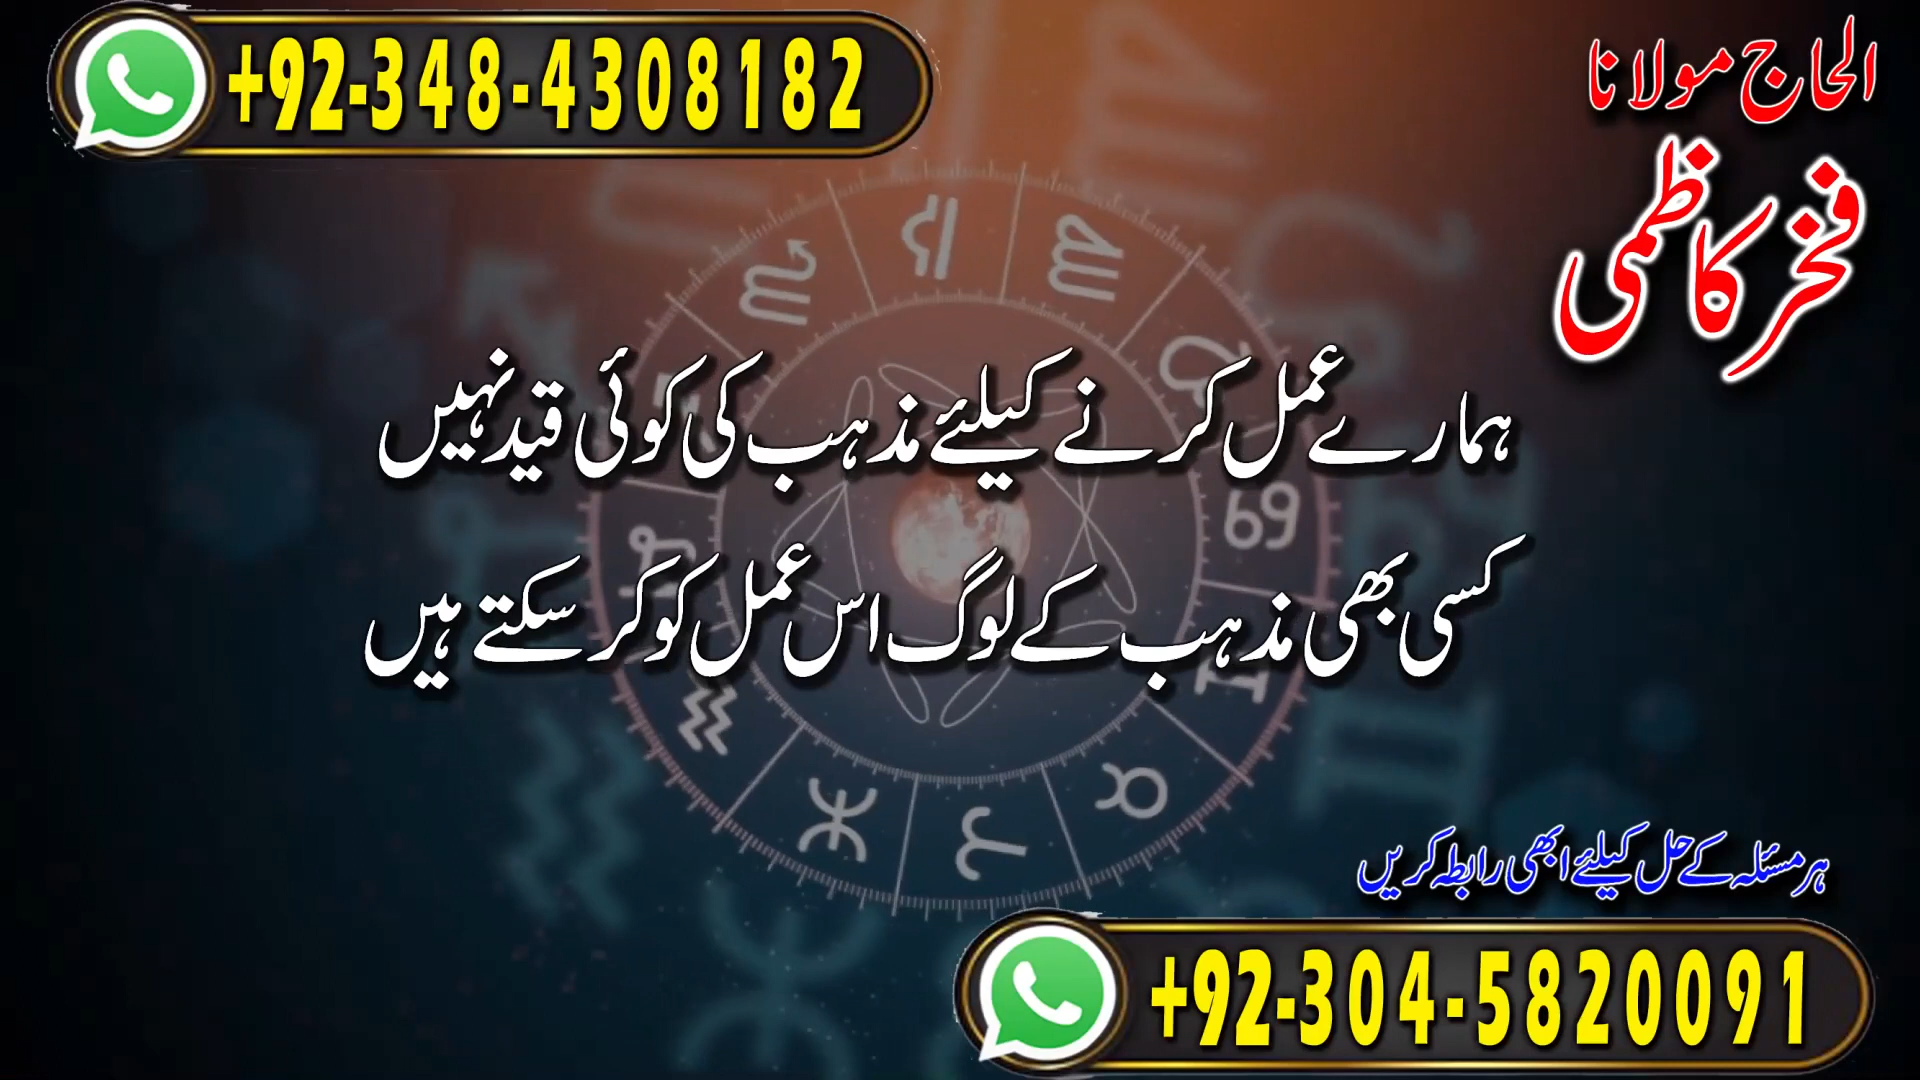 +92-348-4308182
الحاج مولانا
فخر کاظمی
ہمارے عمل کرنے کیلئے مذہب کی کوئی قید نہیں
کسی بھی مذہب کے لوگ اس عمل کو کر سکتے ہیں
ہر مسئلہ کے حل کیلئے ابھی رابطہ کریں
+92-304-5820091